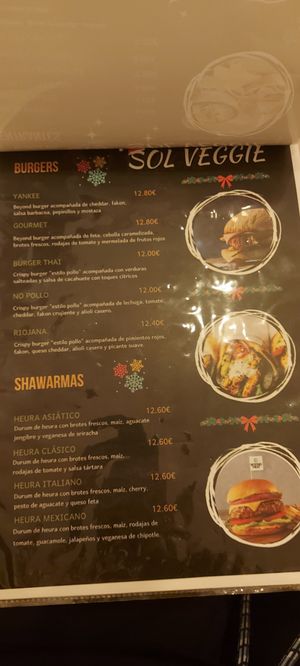 SOL VEGGIE
BURGERS
YANKEE 12.80€
Beyond burger acompañada de cheddar, fakon,
salsa barbacoa, pepinillos y mostaza
GOURMET 12.80€
Beyond burger acompañada de feta, cebolla caramelizada,
brotes frescos, rodajas de tomate y mermelada de frutos rojos
BURGER THAI 12.00€
Crispy burger "estilo pollo" acompañada con verduras
salteadas y salsa de cacahuete con toques cítricos
NO POLLO 12.00€
Crispy burger "estilo pollo" acompañada de lechuga, tomate,
cheddar, fakon crujiente y alioli casero.
RIOJANA 12.40€
Crispy burger "estilo pollo" acompañada de pimientos rojos,
fakon, queso cheddar, alioli casero y picante suave.
SHAWARMAS
HEURA ASIÁTICO 12.60€
Durum de heura con brotes frescos, maíz, aguacate
jengibre y veganesa de sriracha
HEURA CLÁSICO 12.60€
Durum de heura con brotes frescos, maíz,
rodajas de tomate y salsa tártara
HEURA ITALIANO 12.60€
Durum de heura con brotes frescos, maíz, cherry,
pesto de aguacate y queso feta
HEURA MEXICANO 12.60€
Durum de heura con brotes frescos, maíz, rodajas de
tomate, guacamole, jalapeños y veganesa de chipotle.